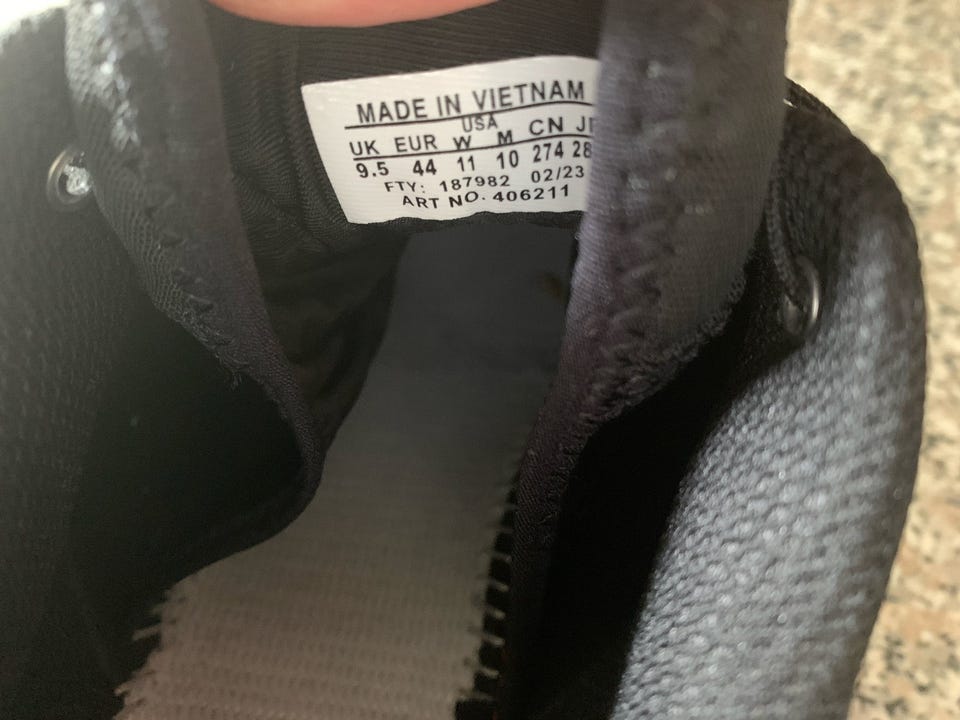 MADE IN VIETNAM
USA
UK EUR W M CN
9.5 44 11 10 274 28
FTY: 187982 02/23
ART NO. 406211